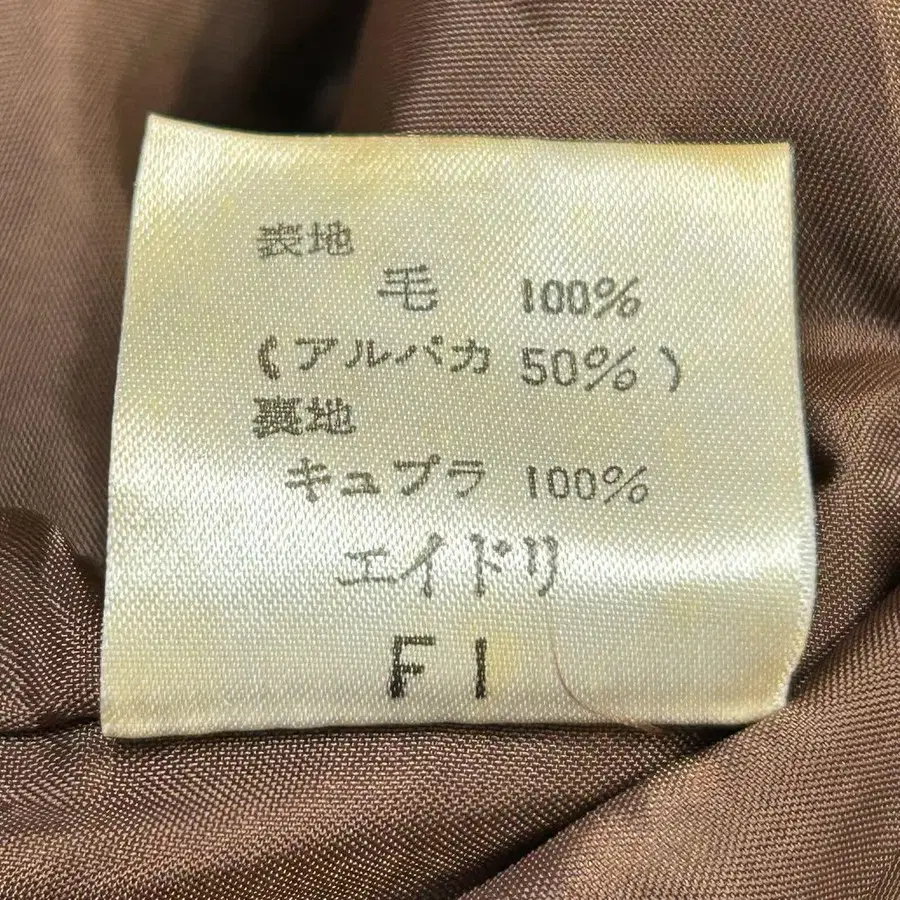 表地
毛 100%
(アルパカ 50%)
裏地
キュプラ 100%
エイドリ
F1